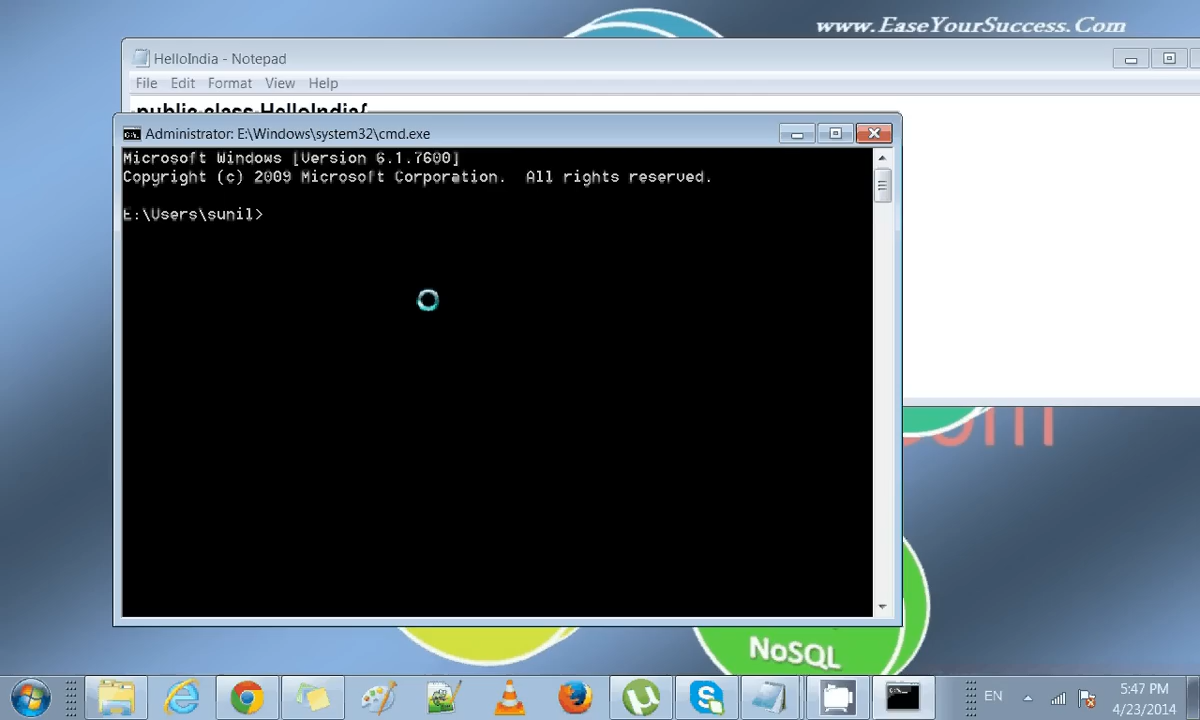 www.EaseYourSuccess.Com
HelloIndia - Notepad
File Edit Format View Help
public class HelloIndia{
Administrator: E:\Windows\system32\cmd.exe
Microsoft Windows [Version 6.1.7600]
Copyright (c) 2009 Microsoft Corporation.  All rights reserved.
E:\Users\sunil>
NoSQL
EN
5:47 PM
4/23/2014